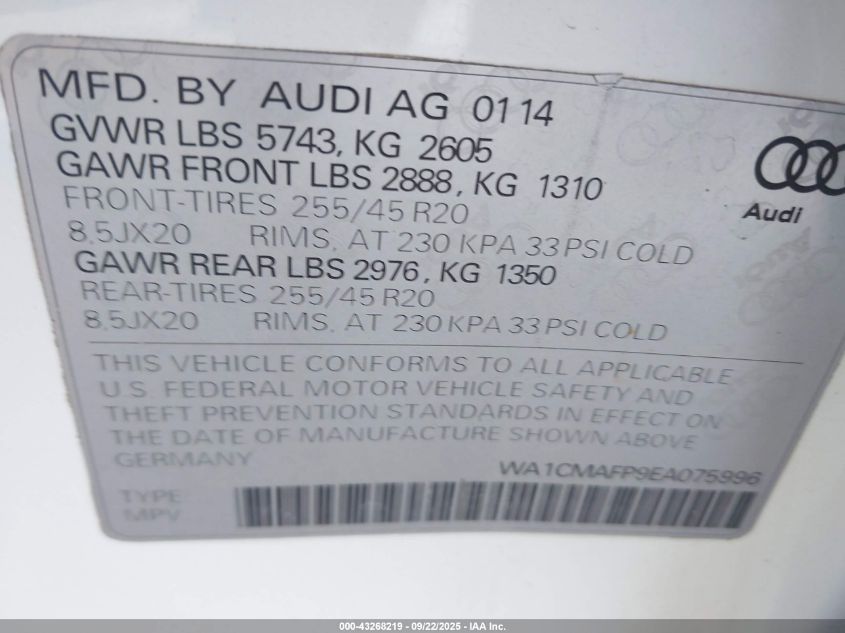 MFD. BY AUDI AG 0114
GVWR LBS 5743, KG 2605
GAWR FRONT LBS 2888, KG 1310
FRONT-TIRES 255/45 R20
8.5JX20 RIMS, AT 230 KPA 33 PSI COLD
GAWR REAR LBS 2976, KG 1350
REAR-TIRES 255/45 R20
8.5JX20 RIMS, AT 230 KPA 33 PSI COLD
Audi
THIS VEHICLE CONFORMS TO ALL APPLICABLE
U.S. FEDERAL MOTOR VEHICLE SAFETY AND
THEFT PREVENTION STANDARDS IN EFFECT ON
THE DATE OF MANUFACTURE SHOWN ABOVE
GERMANY
WA1CMAFP9EA075996
TYPE
MPV
000-43268219 - 09/22/2025 - IAA Inc.